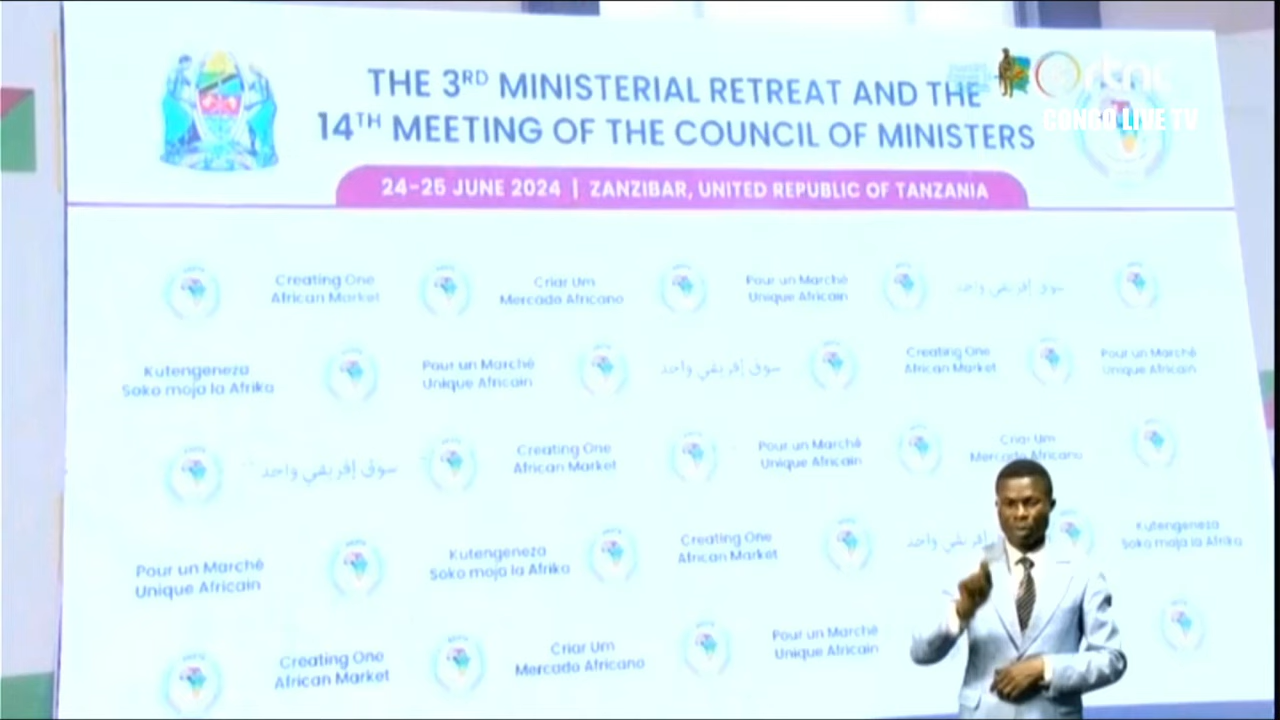 THE 3RD MINISTERIAL RETREAT AND THE
14TH MEETING OF THE COUNCIL OF MINISTERS
rtnc
CONGO LIVE TV
24-25 JUNE 2024 | ZANZIBAR, UNITED REPUBLIC OF TANZANIA
Creating One
African Market
Criar Um
Mercado Africano
Pour un Marché
Unique Africain
سوق إفريقي واحد
Kutengeneza
Soko moja la Afrika
Pour un Marché
Unique Africain
سوق إفريقي واحد
Creating One
African Market
Pour un Marché
Unique Africain
سوق إفريقي واحد
Creating One
African Market
Pour un Marché
Unique Africain
Criar Um
Mercado Africano
Pour un Marché
Unique Africain
Kutengeneza
Soko moja la Afrika
Creating One
African Market
سوق إفريقي واحد
Kutengeneza
Soko moja la Afrika
Creating One
African Market
Criar Um
Mercado Africano
Pour un Marché
Unique Africain